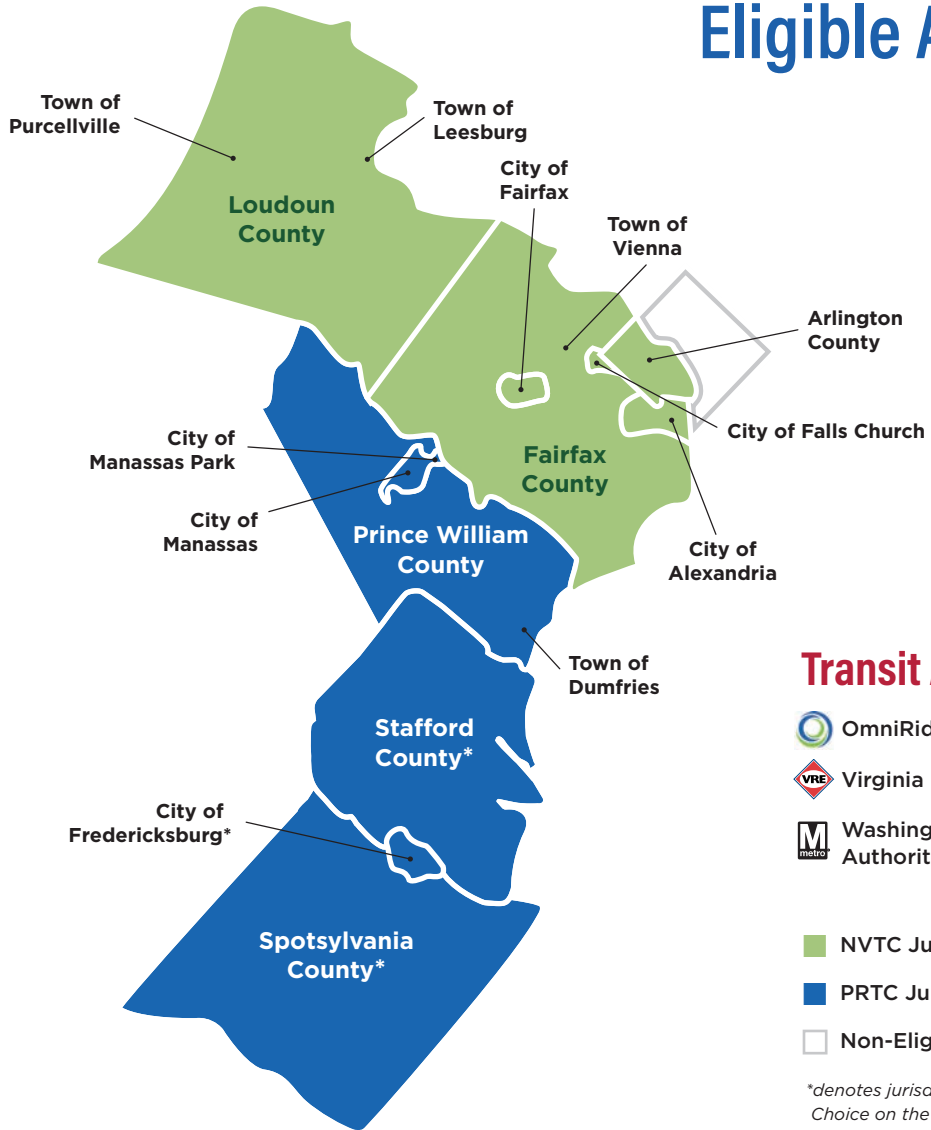 Eligible A
Town of
Purcellville
Town of
Leesburg
City of
Fairfax
Loudoun
County
Town of
Vienna
Arlington
County
City of Falls Church
City of
Manassas Park
Fairfax
County
City of
Manassas
Prince William
County
City of
Alexandria
Town of
Dumfries
Stafford
County*
City of
Fredericksburg*
Spotsylvania
County*
Transit
OmniRid
VRE Virginia
M
metro
Washing
Authorit
NVTC Ju
PRTC Ju
Non-Elig
*denotes jurisd
Choice on the